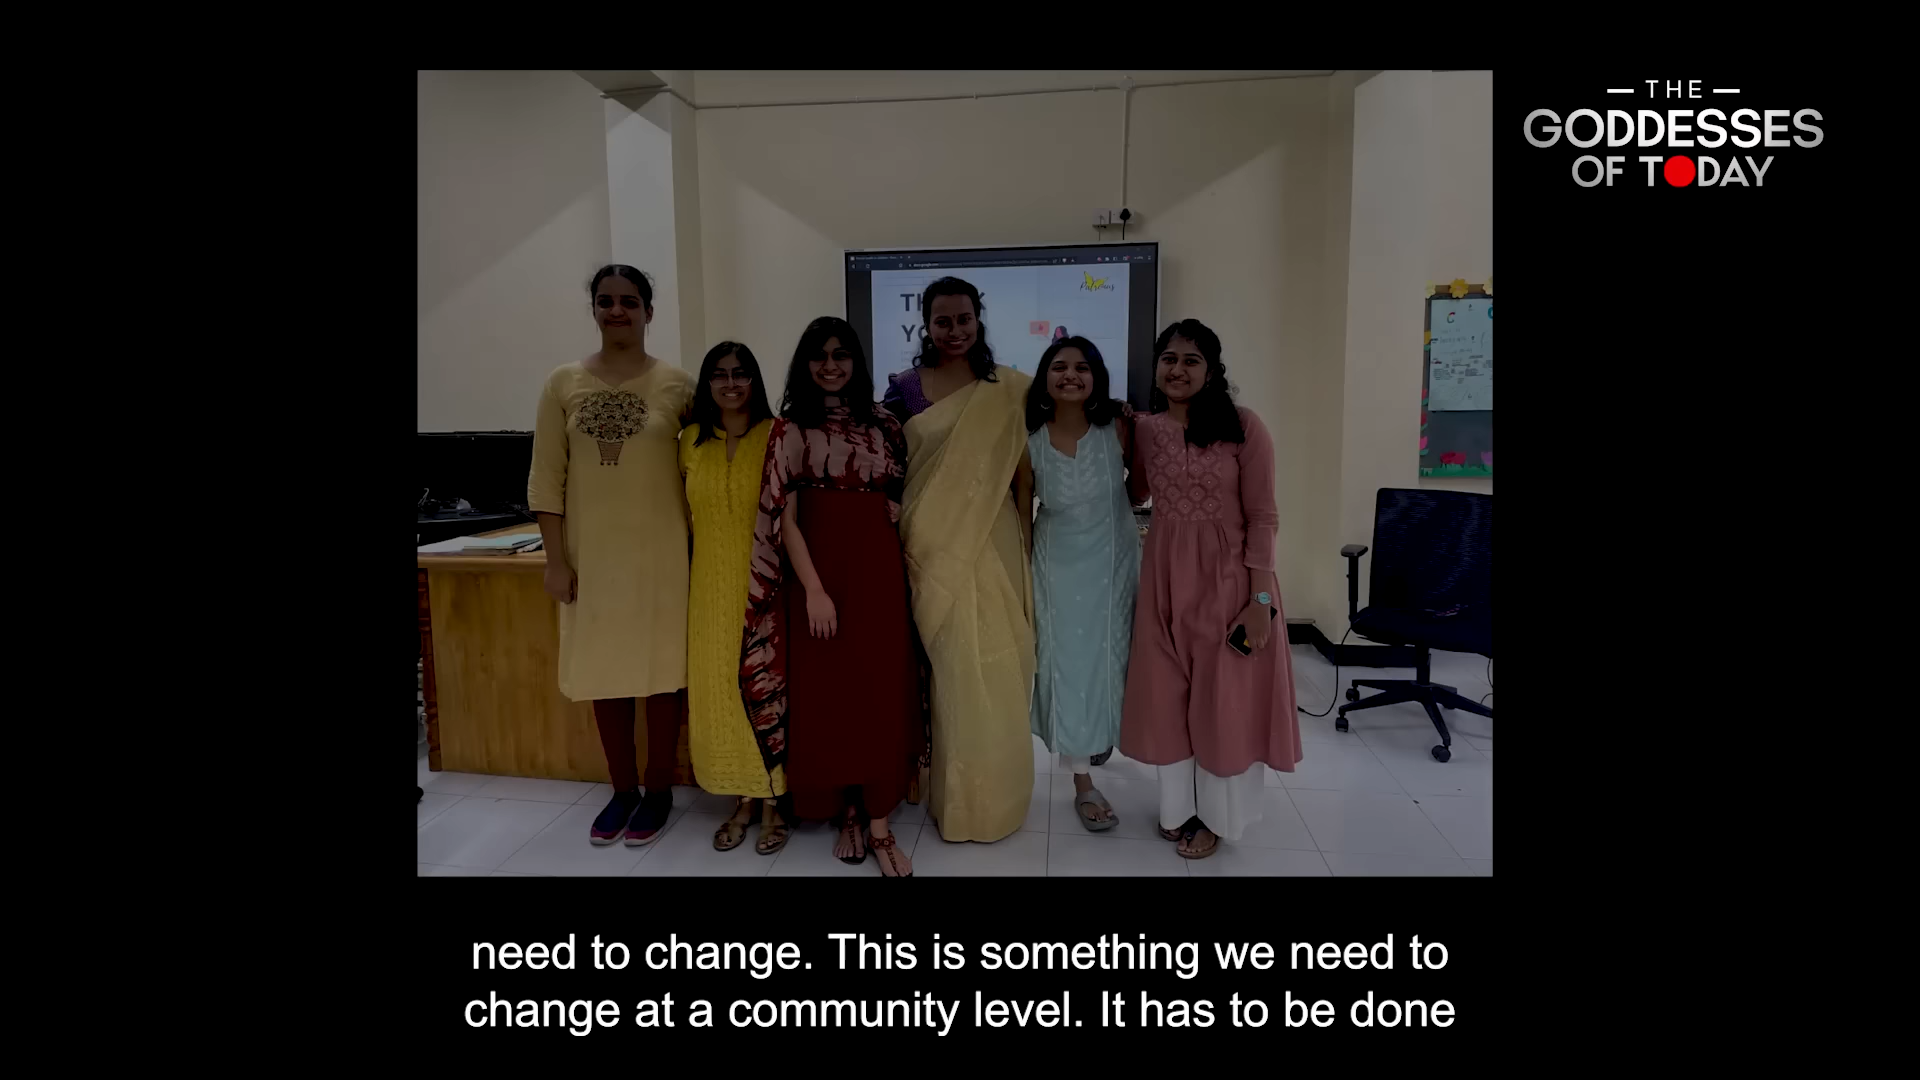 THE
GODDESSES
OF TODAY
need to change. This is something we need to
change at a community level. It has to be done